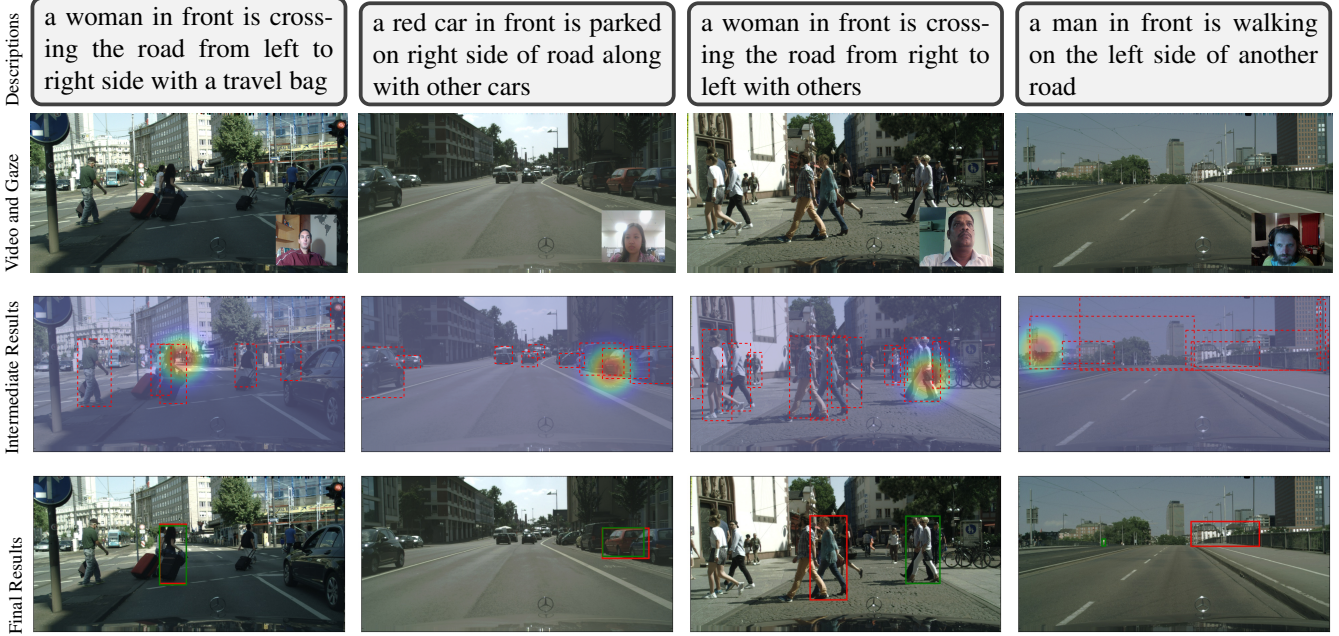 Descriptions
a woman in front is cross-
ing the road from left to
right side with a travel bag
a red car in front is parked
on right side of road along
with other cars
a woman in front is cross-
ing the road from right to
left with others
a man in front is walking
on the left side of another
road
Video and Gaze
Intermediate Results
Final Results